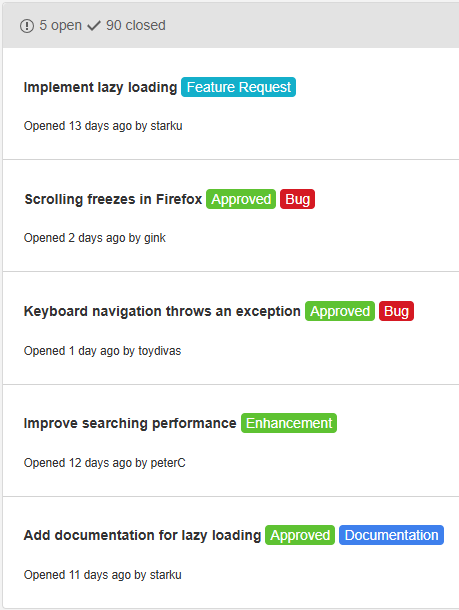 5 open 90 closed
Implement lazy loading Feature Request
Opened 13 days ago by starku
Scrolling freezes in Firefox Approved Bug
Opened 2 days ago by gink
Keyboard navigation throws an exception Approved Bug
Opened 1 day ago by toydivas
Improve searching performance Enhancement
Opened 12 days ago by peterC
Add documentation for lazy loading Approved Documentation
Opened 11 days ago by starku